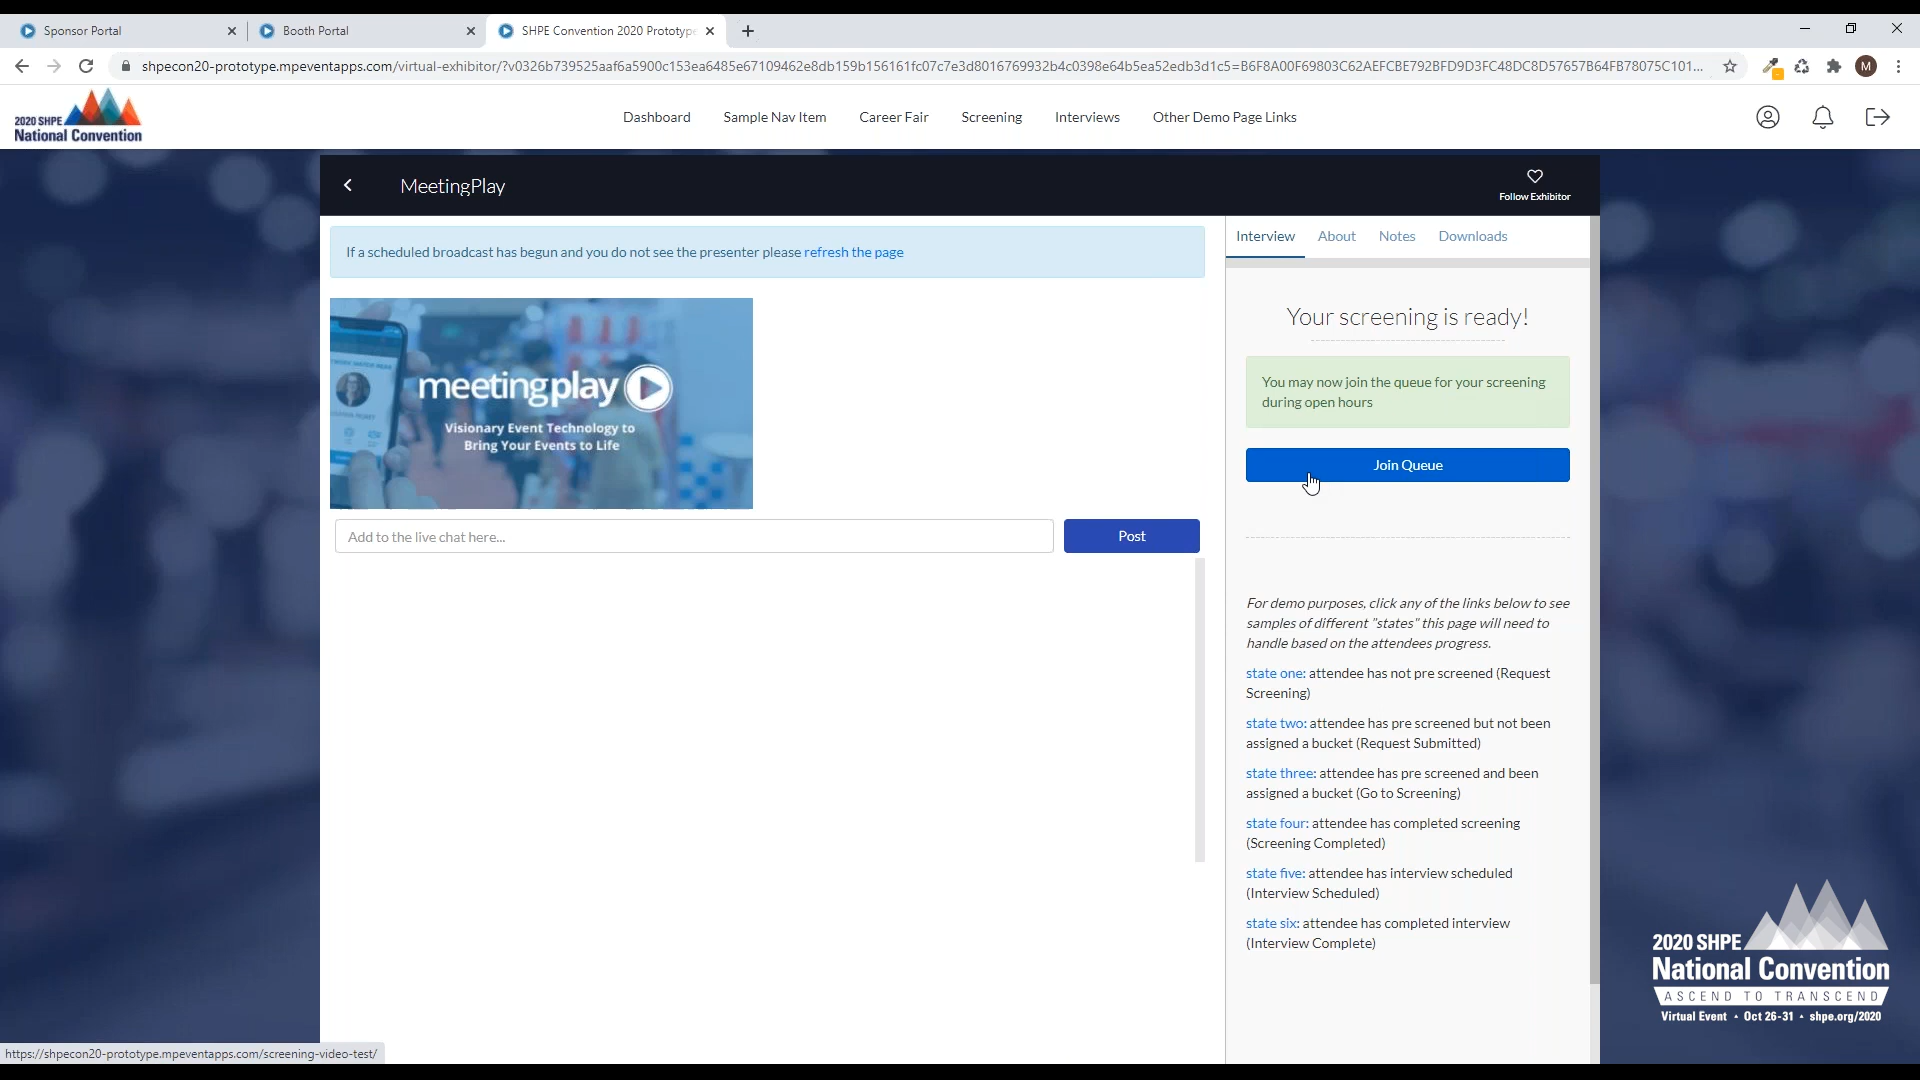 Sponsor Portal
Booth Portal
SHPE Convention 2020 Prototype
shpecon20-prototype.mpeventapps.com/virtual-exhibitor/?v0326b739525aaf6a5900c153ea6485e67109462e8db159b156161fc07c7e3d8016769932b4c0398e64b5ea52edb3d1c5=B6F8A00F69803C62AEFCBE792BFD9D3FC48DC8D57657B64FB78075C101...
M
2020 SHPE
National Convention
Dashboard
Sample Nav Item
Career Fair
Screening
Interviews
Other Demo Page Links
MeetingPlay
Follow Exhibitor
If a scheduled broadcast has begun and you do not see the presenter please refresh the page
meetingplay
Visionary Event Technology to
Bring Your Events to Life
Add to the live chat here...
Post
Interview
About
Notes
Downloads
Your screening is ready!
You may now join the queue for your screening
during open hours
Join Queue
For demo purposes, click any of the links below to see
samples of different "states" this page will need to
handle based on the attendees progress.
state one: attendee has not pre screened (Request
Screening)
state two: attendee has pre screened but not been
assigned a bucket (Request Submitted)
state three: attendee has pre screened and been
assigned a bucket (Go to Screening)
state four: attendee has completed screening
(Screening Completed)
state five: attendee has interview scheduled
(Interview Scheduled)
state six: attendee has completed interview
(Interview Complete)
2020 SHPE
National Convention
ASCEND TO TRANSCEND
Virtual Event • Oct 26-31 • shpe.org/2020
https://shpecon20-prototype.mpeventapps.com/screening-video-test/